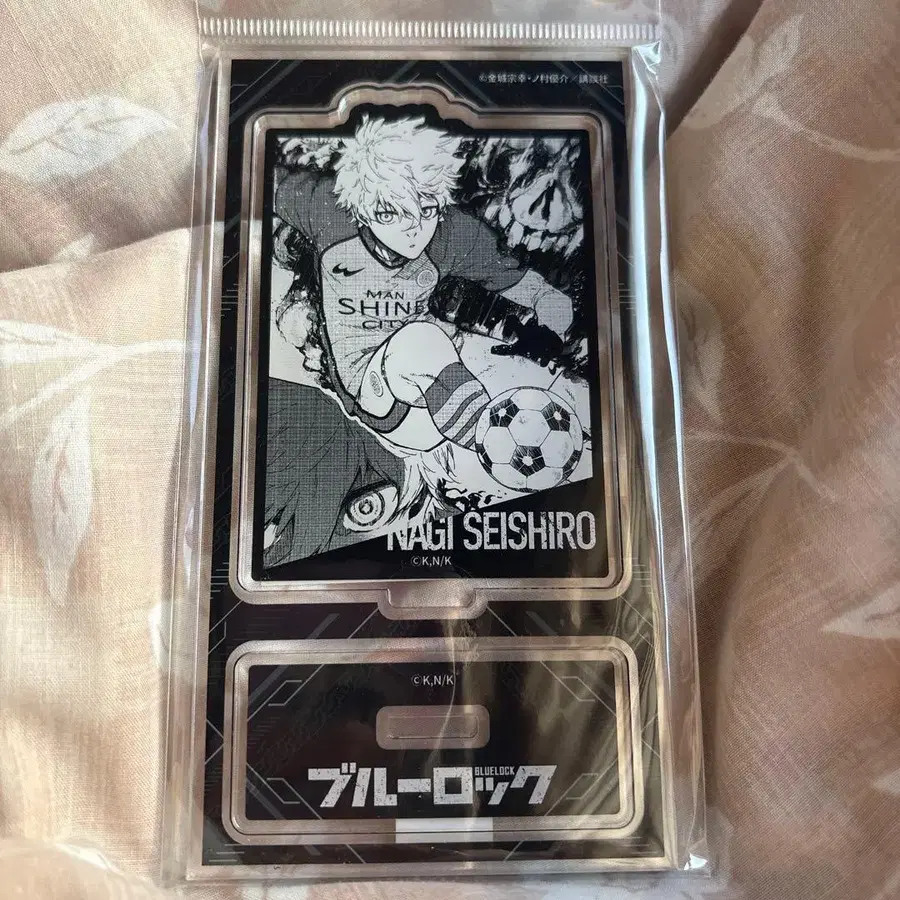 ©金城宗幸・ノ村優介／講談社
MAN
SHINE
CITY
NAGI SEISHIRO
©K,N/K
©K,N/K
BLUELOCK
ブルーロック